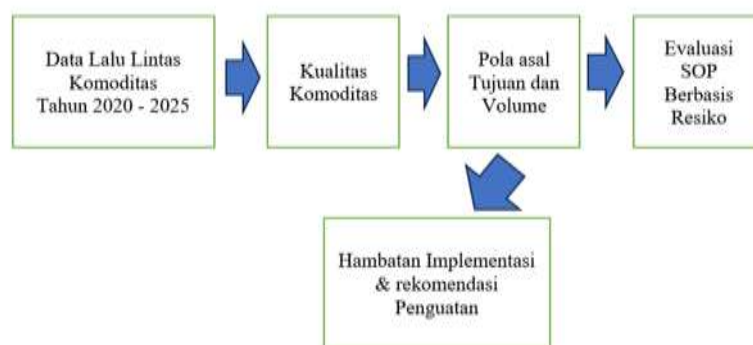 Data Lalu Lintas
Komoditas
Tahun 2020 - 2025
Kualitas
Komoditas
Pola asal
Tujuan dan
Volume
Evaluasi
SOP
Berbasis
Resiko
Hambatan Implementasi
& rekomendasi
Penguatan